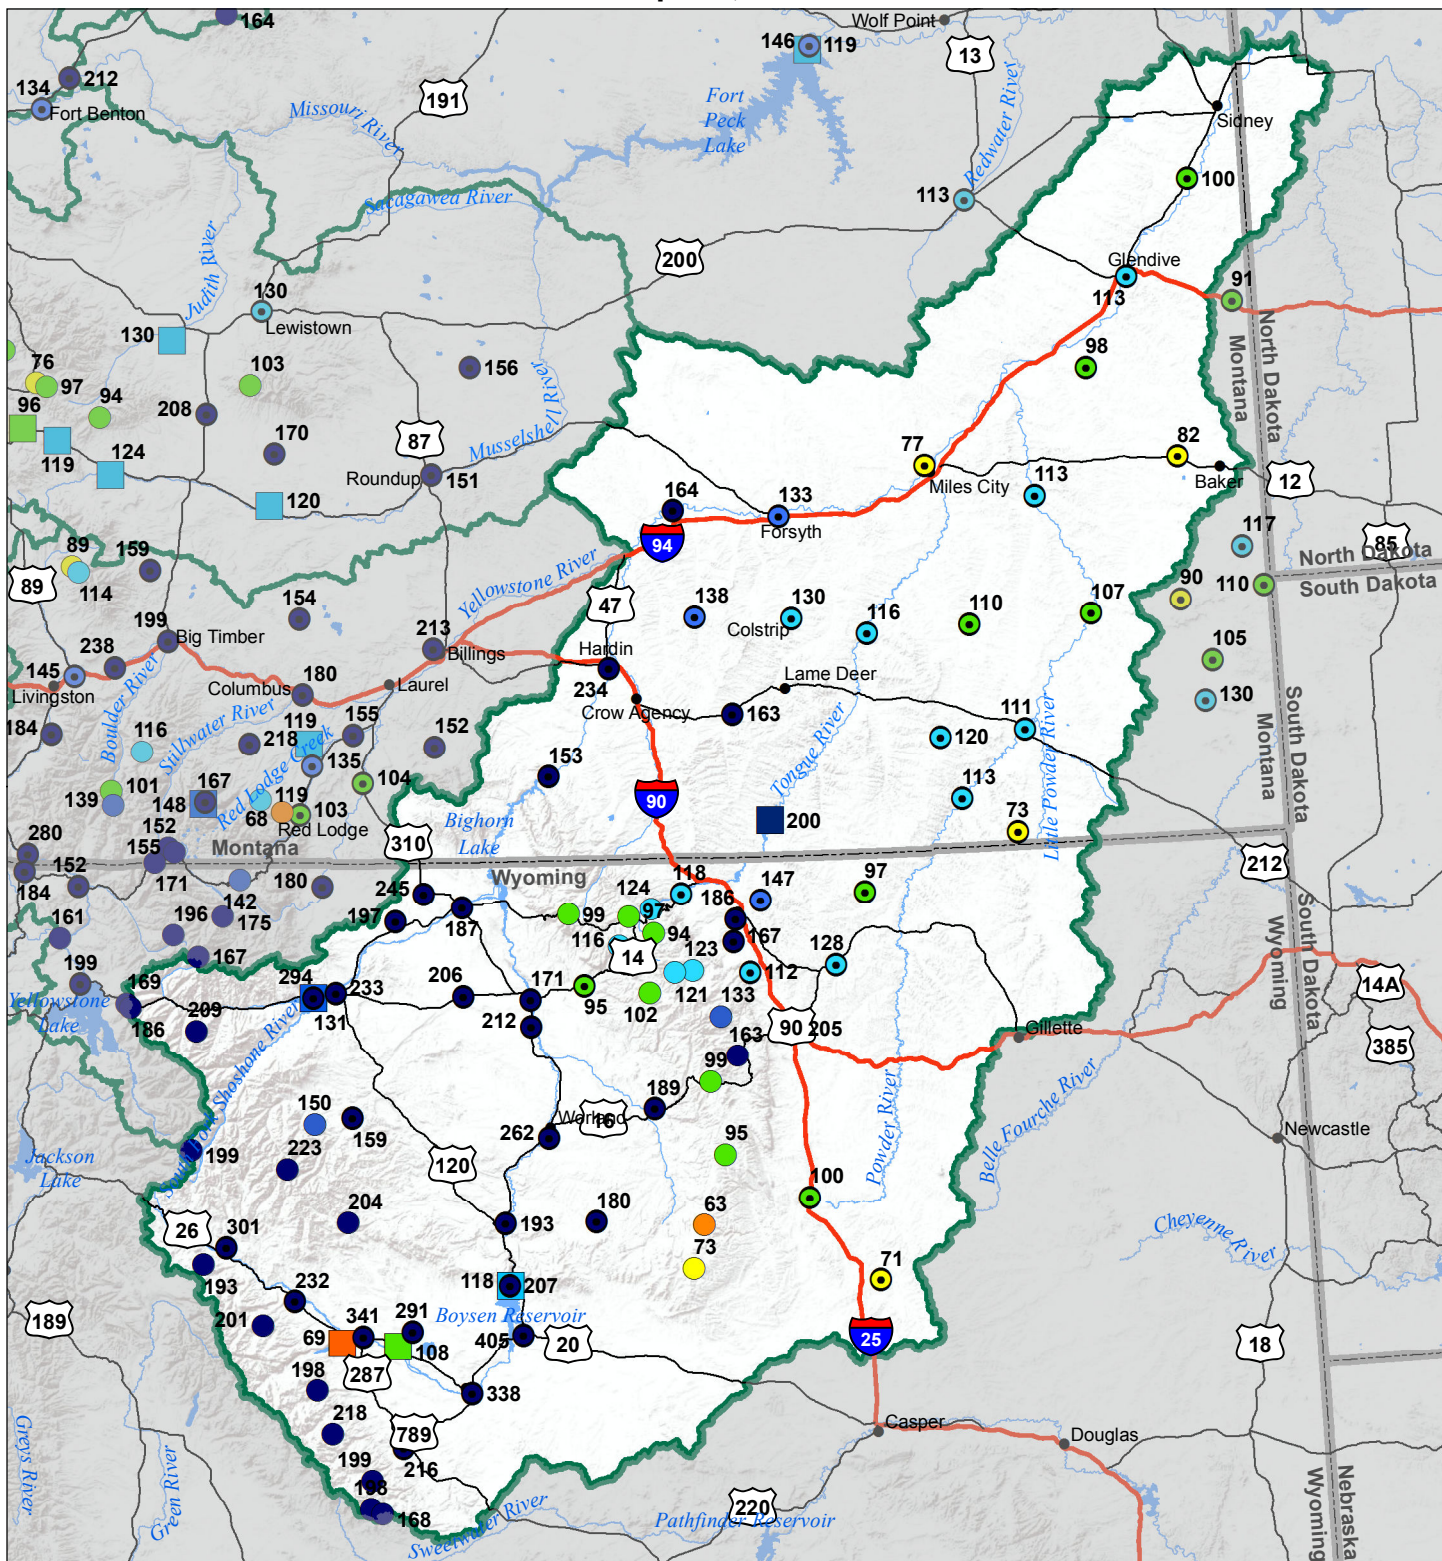 164
Wolf Point
146
119
13
212
134
Fort Benton
191
Missouri River
Fort
Peck
Lake
Redwater River
Sidney
100
113
Sacagawea River
Judith River
200
Glendive
113
91
130
Lewistown
130
North Dakota
Montana
76
97
103
156
98
94
96
208
119
124
170
87
Musselshell River
77
82
Roundup
151
Miles City
113
Baker
12
120
164
133
Forsyth
94
117
85
89
114
159
89
Yellowstone River
North Dakota
South Dakota
90
110
154
47
138
130
116
110
107
199
Big Timber
213
Billings
Colstrip
238
Hardin
105
145
Livingston
180
Columbus
Laurel
234
Lame Deer
130
Boulder River
Stillwater River
Crow Agency
163
South Dakota
Montana
184
116
218
119
155
152
111
120
Red Lodge Creek
135
153
Tongue River
Little Powder River
101
139
167
148
119
68
103
Red Lodge
104
90
113
200
73
Bighorn
Lake
310
280
152
155
Montana
Wyoming
212
184
152
171
142
180
245
118
147
97
124
97
186
196
175
197
187
99
116
94
167
South Dakota
Wyoming
161
167
14
123
128
112
199
169
294
233
206
171
95
121
133
14A
Yellowstone
Lake
186
209
131
212
102
90
205
Gillette
385
South Fork Shoshone River
163
99
189
150
159
Worland
16
262
Powder River
Belle Fourche River
Newcastle
223
199
Jackson
Lake
120
95
100
204
180
63
26
301
193
Cheyenne River
193
73
71
232
118
207
189
201
341
291
Boysen Reservoir
69
108
405
20
25
18
287
198
338
218
789
Casper
Douglas
Greys River
Green River
199
216
198
168
Sweetwater River
220
Pathfinder Reservoir
Nebraska
Wyoming